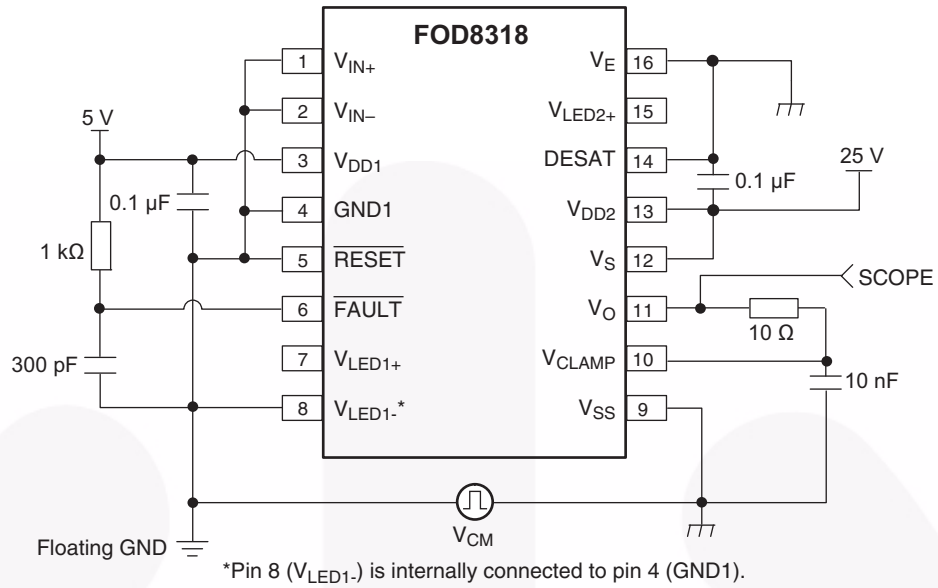 FOD8318
1 V_IN+
2 V_IN–
3 V_DD1
4 GND1
5 R̅E̅S̅E̅T̅
6 F̅A̅U̅L̅T̅
7 V_LED1+
8 V_LED1-*
V_E 16
V_LED2+ 15
DESAT 14
V_DD2 13
V_S 12
V_O 11
V_CLAMP 10
V_SS 9
5 V
0.1 µF
1 kΩ
300 pF
0.1 µF
25 V
SCOPE
10 Ω
10 nF
V_CM
Floating GND
*Pin 8 (V_LED1-) is internally connected to pin 4 (GND1).